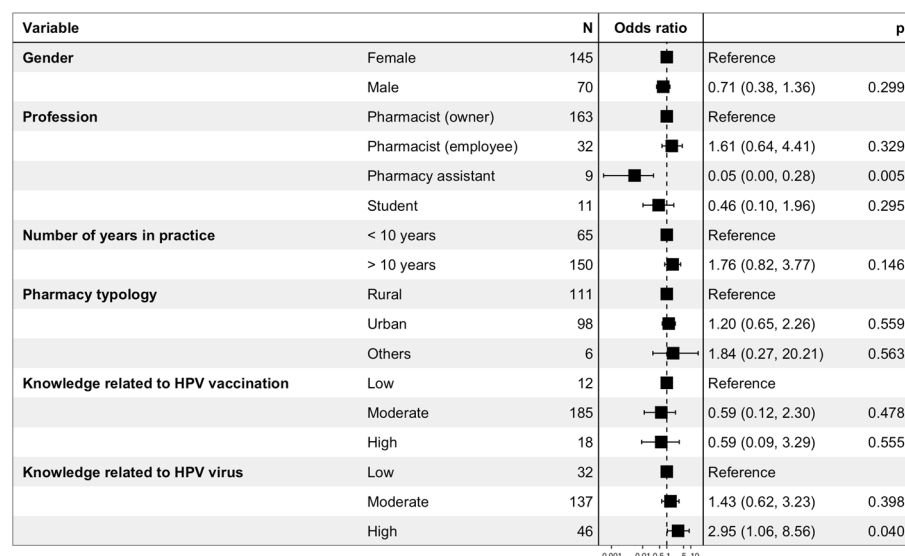 Variable N Odds ratio p
Gender Female 145 Reference
Male 70 0.71 (0.38, 1.36) 0.299
Profession Pharmacist (owner) 163 Reference
Pharmacist (employee) 32 1.61 (0.64, 4.41) 0.329
Pharmacy assistant 9 0.05 (0.00, 0.28) 0.005
Student 11 0.46 (0.10, 1.96) 0.295
Number of years in practice < 10 years 65 Reference
> 10 years 150 1.76 (0.82, 3.77) 0.146
Pharmacy typology Rural 111 Reference
Urban 98 1.20 (0.65, 2.26) 0.559
Others 6 1.84 (0.27, 20.21) 0.563
Knowledge related to HPV vaccination Low 12 Reference
Moderate 185 0.59 (0.12, 2.30) 0.478
High 18 0.59 (0.09, 3.29) 0.555
Knowledge related to HPV virus Low 32 Reference
Moderate 137 1.43 (0.62, 3.23) 0.398
High 46 2.95 (1.06, 8.56) 0.040